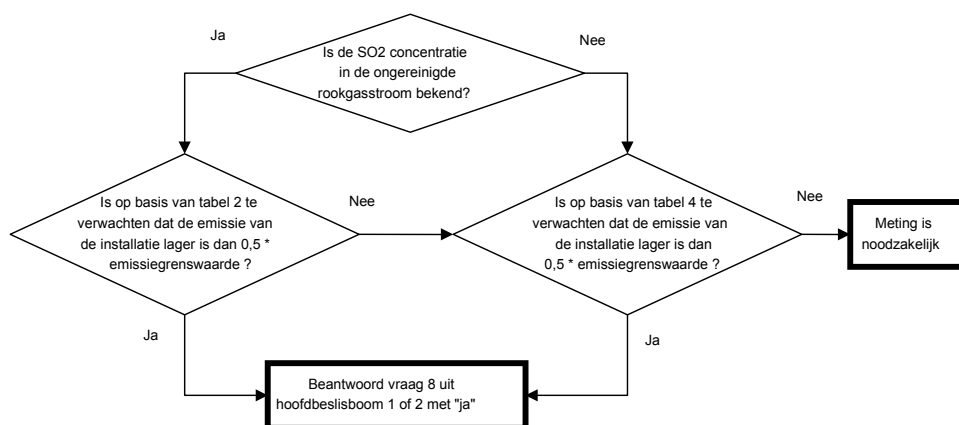 Ja
Nee
Is de SO2 concentratie
in de ongereinigde
rookgasstroom bekend?
Is op basis van tabel 2 te
verwachten dat de emissie van
de installatie lager is dan 0,5 *
emissiegrenswaarde ?
Nee
Is op basis van tabel 4 te
verwachten dat de emissie van
de installatie lager is dan
0,5 * emissiegrenswaarde ?
Nee
Meting is
noodzakelijk
Ja
Ja
Beantwoord vraag 8 uit
hoofdbeslisboom 1 of 2 met "ja"